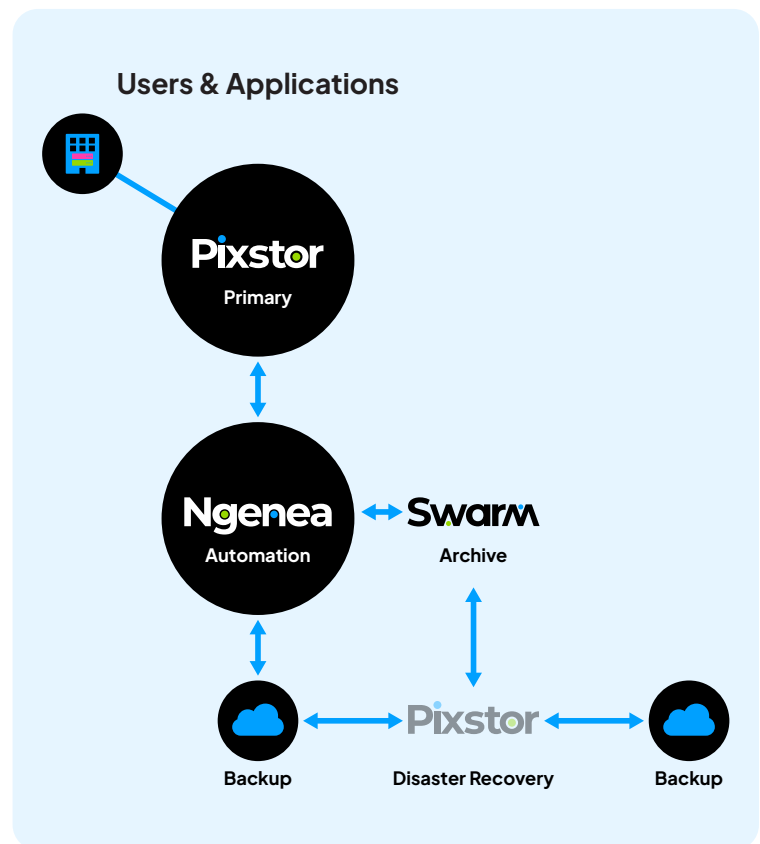 Users & Applications
Pixstor
Primary
Ngenea
Automation
Swarm
Archive
Pixstor
Backup
Disaster Recovery
Backup